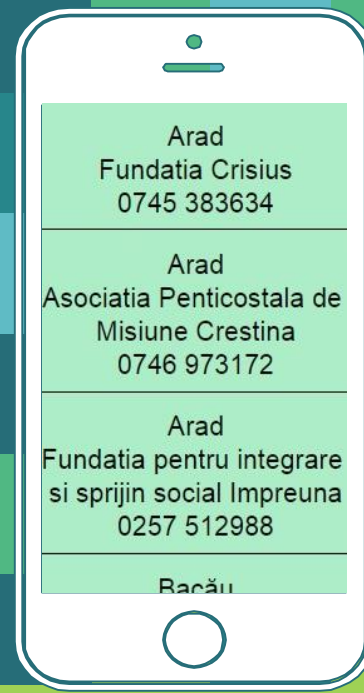 Arad
Fundatia Crisius
0745 383634
Arad
Asociatia Penticostala de
Misiune Crestina
0746 973172
Arad
Fundatia pentru integrare
si sprijin social Impreuna
0257 512988
Bacău